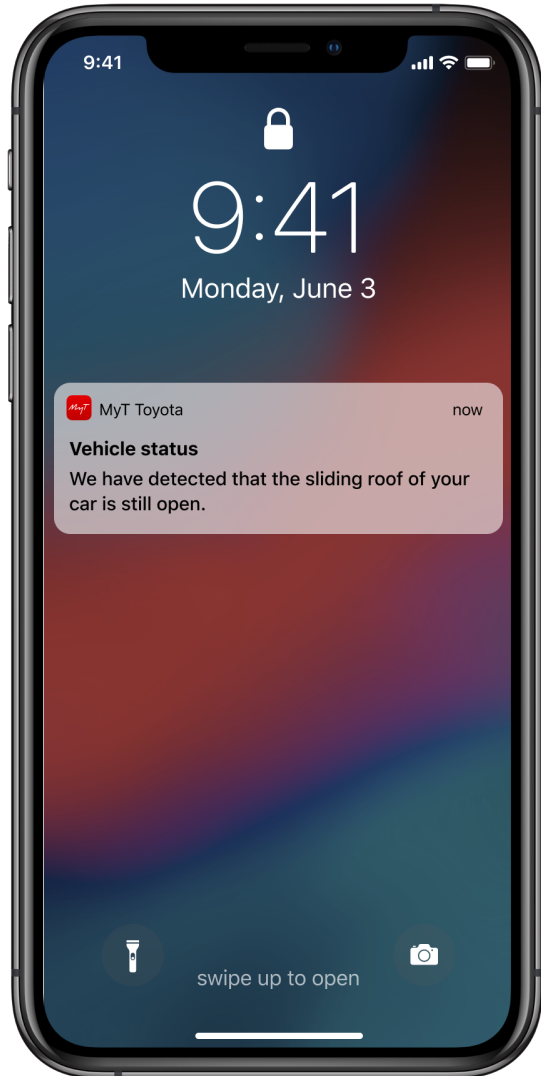 9:41
9:41
Monday, June 3
MyT
MyT Toyota
now
Vehicle status
We have detected that the sliding roof of your
car is still open.
swipe up to open